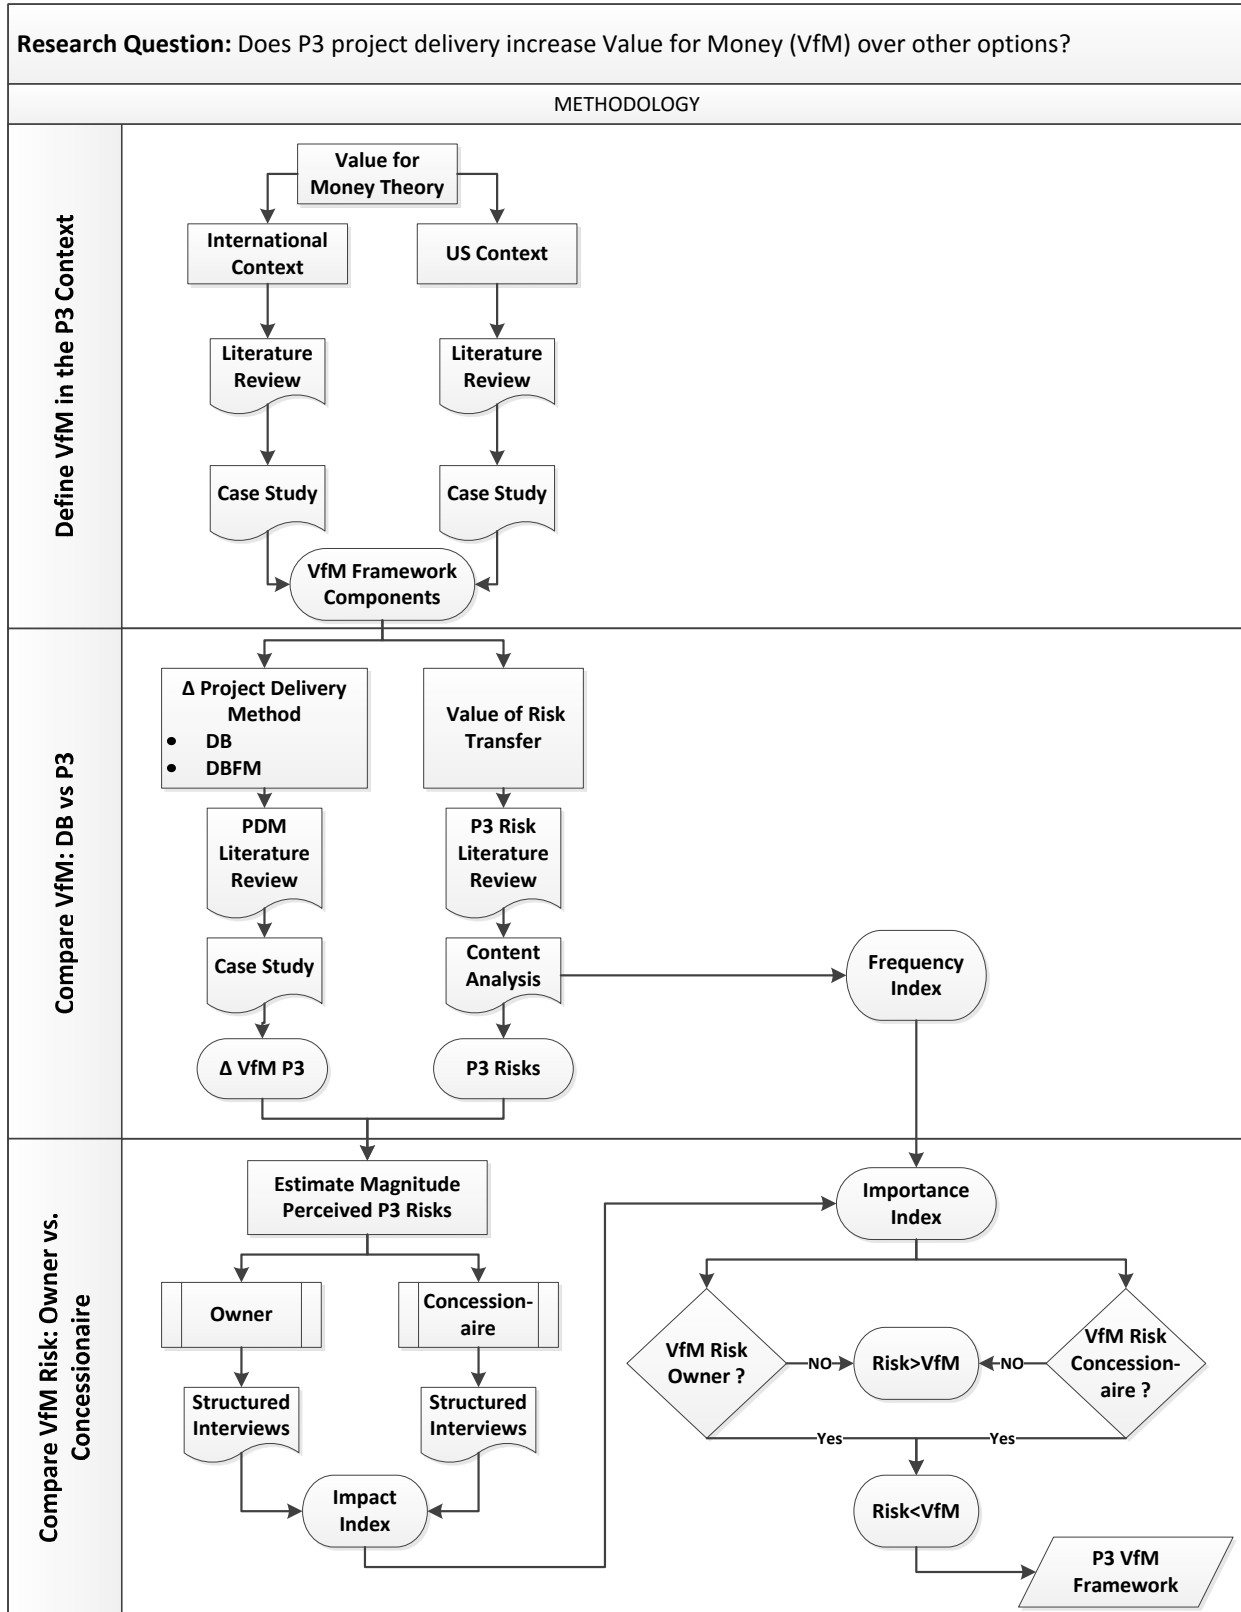 Research Question: Does P3 project delivery increase Value for Money (VfM) over other options?
METHODOLOGY
Define VfM in the P3 Context
Value for
Money Theory
International
Context
US Context
Literature
Review
Literature
Review
Case Study
Case Study
VfM Framework
Components
Compare VfM: DB vs P3
Δ Project Delivery
Method
• DB
• DBFM
Value of Risk
Transfer
PDM
Literature
Review
P3 Risk
Literature
Review
Case Study
Content
Analysis
Frequency
Index
Δ VfM P3
P3 Risks
Compare VfM Risk: Owner vs.
Concessionaire
Estimate Magnitude
Perceived P3 Risks
Importance
Index
Owner
Concession-
aire
VfM Risk
Owner ?
NO
Risk>VfM
NO
VfM Risk
Concession-
aire ?
Structured
Interviews
Structured
Interviews
Yes
Yes
Impact
Index
Risk<VfM
P3 VfM
Framework